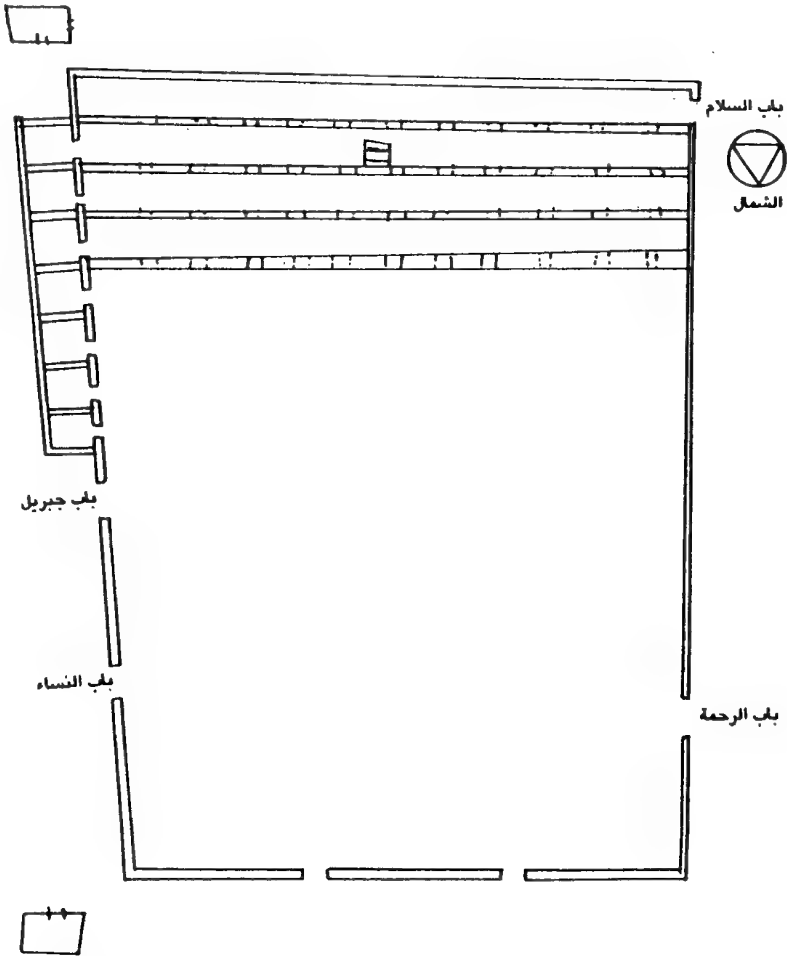 باب السلام
الشمال
باب جبريل
باب النساء
باب الرحمة